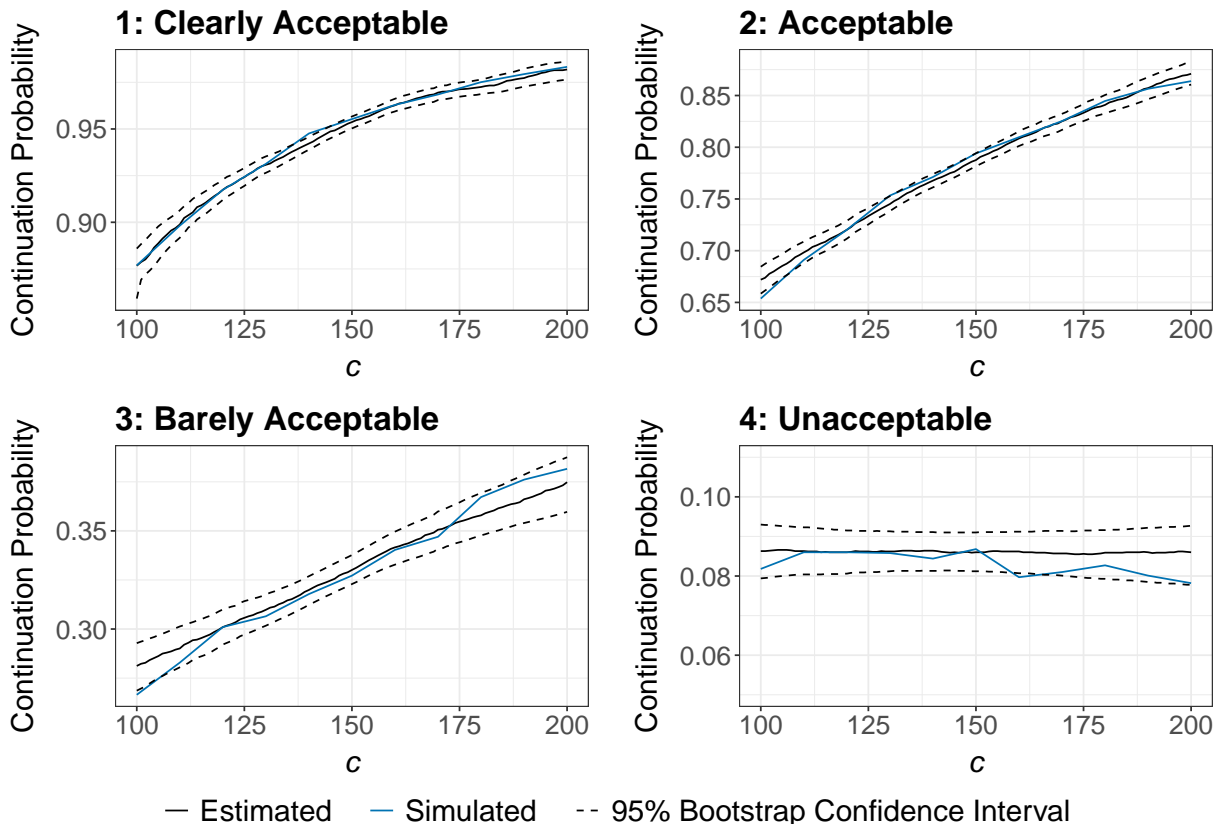 1: Clearly Acceptable
Continuation Probability
0.95
0.90
100
125
150
175
200
c
2: Acceptable
Continuation Probability
0.85
0.80
0.75
0.70
0.65
100
125
150
175
200
c
3: Barely Acceptable
Continuation Probability
0.35
0.30
100
125
150
175
200
c
4: Unacceptable
Continuation Probability
0.10
0.08
0.06
100
125
150
175
200
c
Estimated
Simulated
95% Bootstrap Confidence Interval